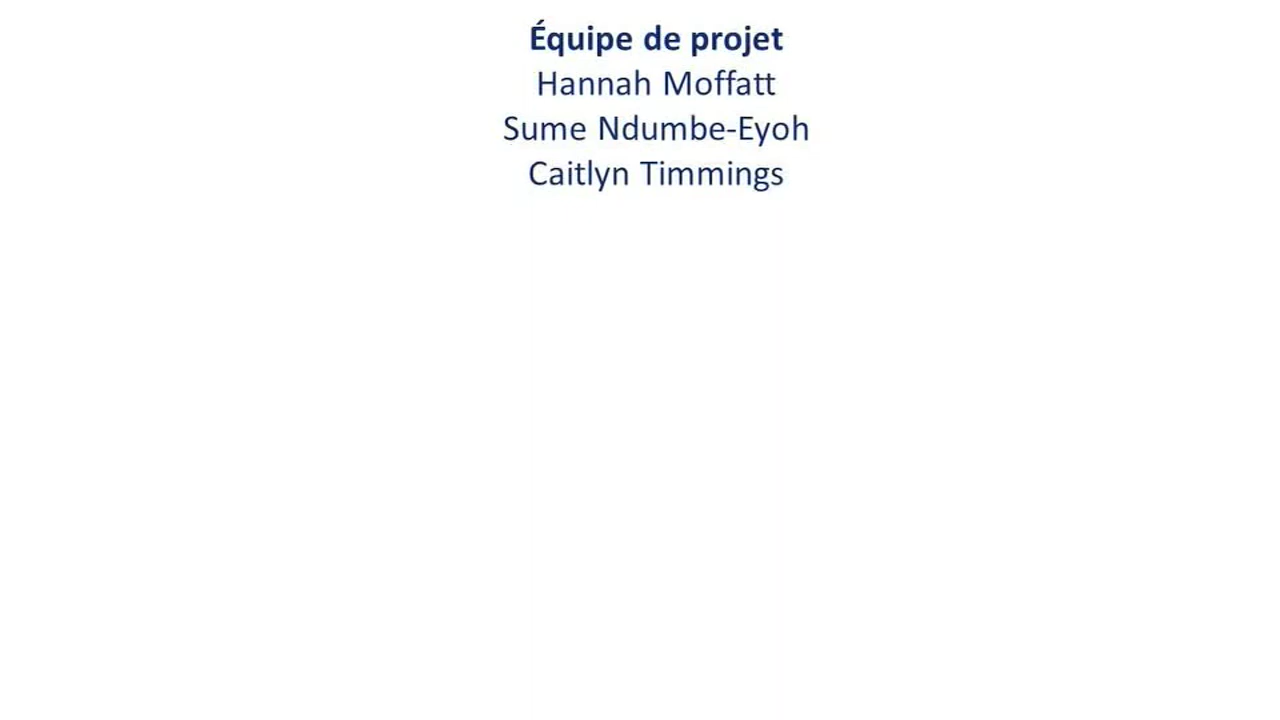 Équipe de projet
Hannah Moffatt
Sume Ndumbe-Eyoh
Caitlyn Timmings